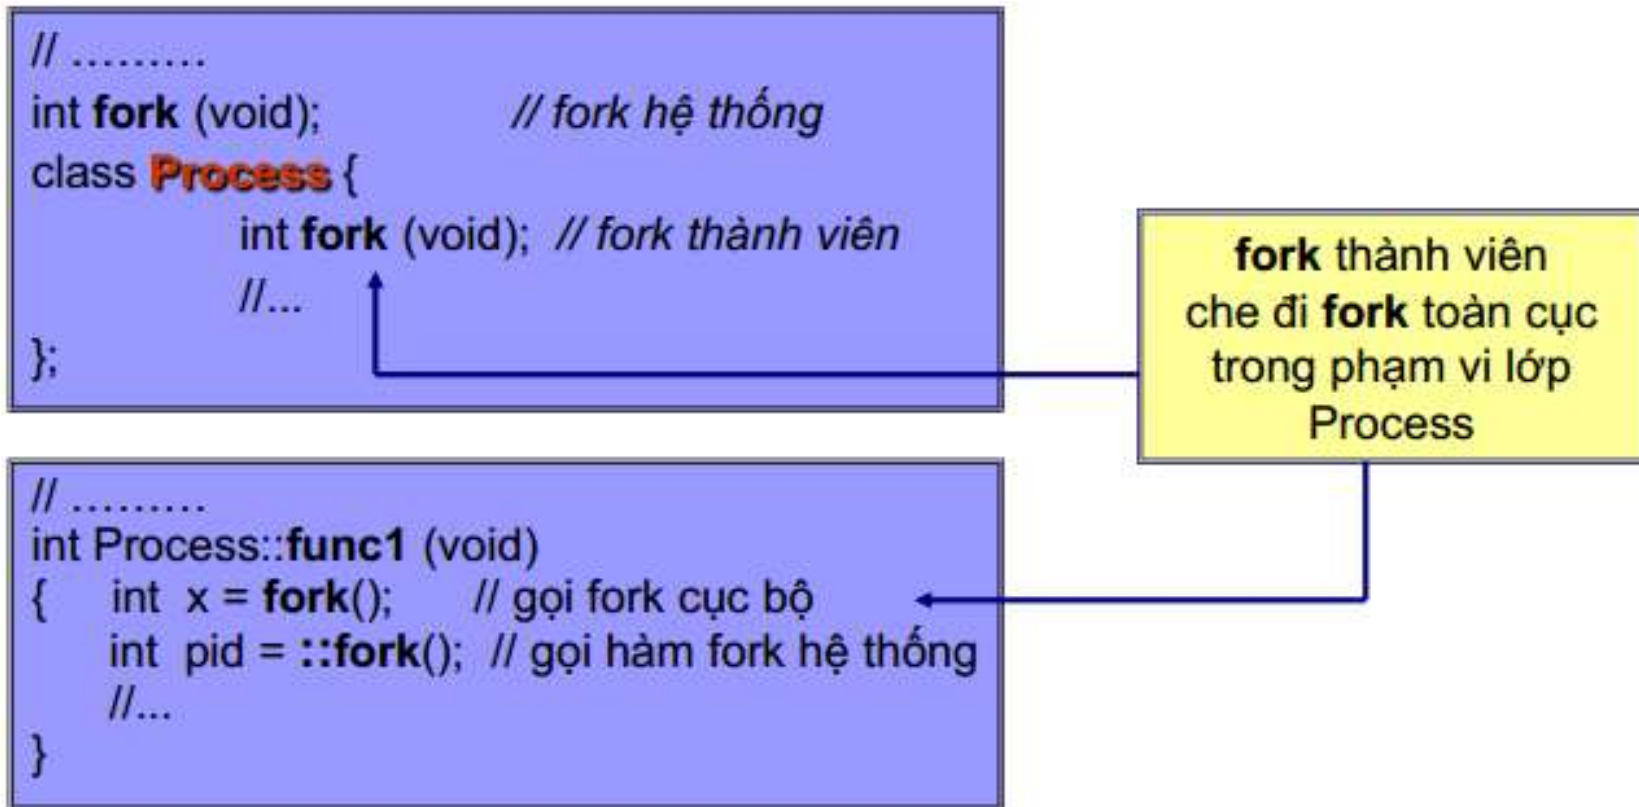 // .........
int fork (void); // fork hệ thống
class Process {
int fork (void); // fork thành viên
//...
};
fork thành viên
che đi fork toàn cục
trong phạm vi lớp
Process
// .........
int Process::func1 (void)
{ int x = fork(); // gọi fork cục bộ
int pid = ::fork(); // gọi hàm fork hệ thống
//...
}